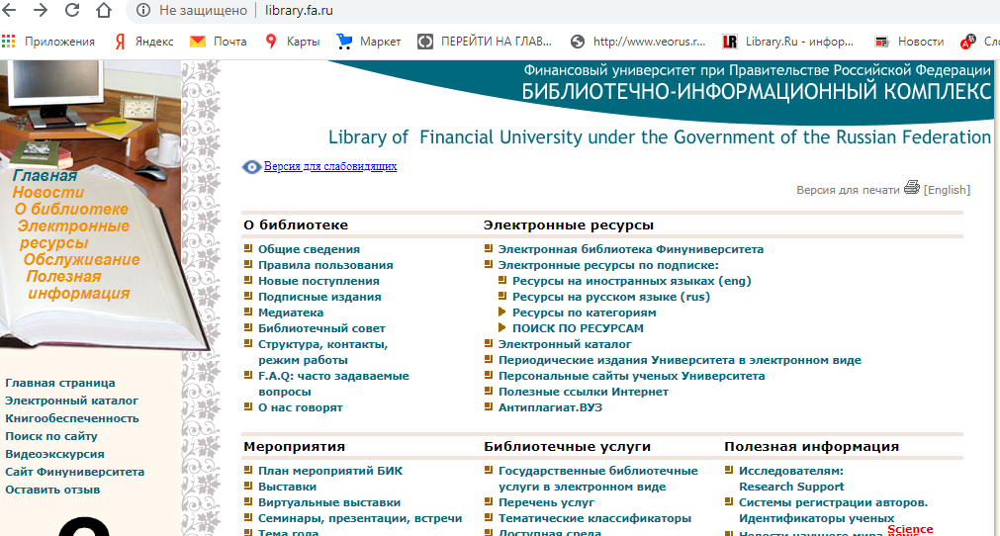 Не защищено library.fa.ru
Приложения Яндекс Почта Карты Маркет ПЕРЕЙТИ НА ГЛАВ... http://www.veorus.r... Library.Ru - инфор... Новости
Финансовый университет при Правительстве Российской Федерации
БИБЛИОТЕЧНО-ИНФОРМАЦИОННЫЙ КОМПЛЕКС
Library of Financial University under the Government of the Russian Federation
Версия для слабовидящих
Версия для печати [English]
Главная
Новости
О библиотеке
Электронные
ресурсы
Обслуживание
Полезная
информация
Главная страница
Электронный каталог
Книгообеспеченность
Поиск по сайту
Видеоэкскурсия
Сайт Финуниверситета
Оставить отзыв
О библиотеке
Общие сведения
Правила пользования
Новые поступления
Подписные издания
Медиатека
Библиотечный совет
Структура, контакты,
режим работы
F.A.Q: часто задаваемые
вопросы
О нас говорят
Электронные ресурсы
Электронная библиотека Финуниверситета
Электронные ресурсы по подписке:
Ресурсы на иностранных языках (eng)
Ресурсы на русском языке (rus)
Ресурсы по категориям
ПОИСК ПО РЕСУРСАМ
Электронный каталог
Периодические издания Университета в электронном виде
Персональные сайты ученых Университета
Полезные ссылки Интернет
Антиплагиат.ВУЗ
Мероприятия
План мероприятий БИК
Выставки
Виртуальные выставки
Семинары, презентации, встречи
Тема года
Библиотечные услуги
Государственные библиотечные
услуги в электронном виде
Перечень услуг
Тематические классификаторы
Доступная среда
Полезная информация
Исследователям:
Research Support
Системы регистрации авторов.
Идентификаторы ученых
Новости научного мира Science
news